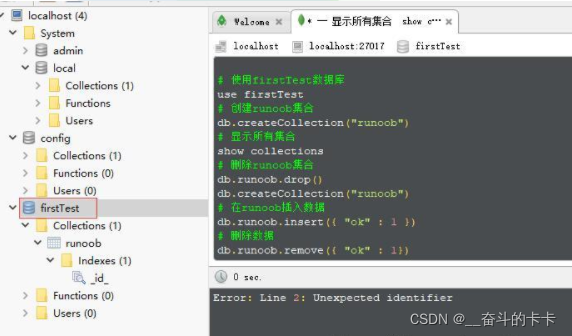 localhost (4)
System
admin
local
Collections (1)
Functions
Users
config
Collections (1)
Functions (0)
Users (0)
firstTest
Collections (1)
runoob
Indexes (1)
_id_
Functions (0)
Users (0)
Welcome
* 一 显示所有集合 show c…
localhost localhost:27017 firstTest
# 使用firstTest数据库
use firstTest
# 创建runoob集合
db.createCollection("runoob")
# 显示所有集合
show collections
# 删除runoob集合
db.runoob.drop()
db.createCollection("runoob")
# 在runoob插入数据
db.runoob.insert({ "ok" : 1 })
# 删除数据
db.runoob.remove({ "ok" : 1})
0 sec.
Error: Line 2: Unexpected identifier
CSDN @__奋斗的卡卡